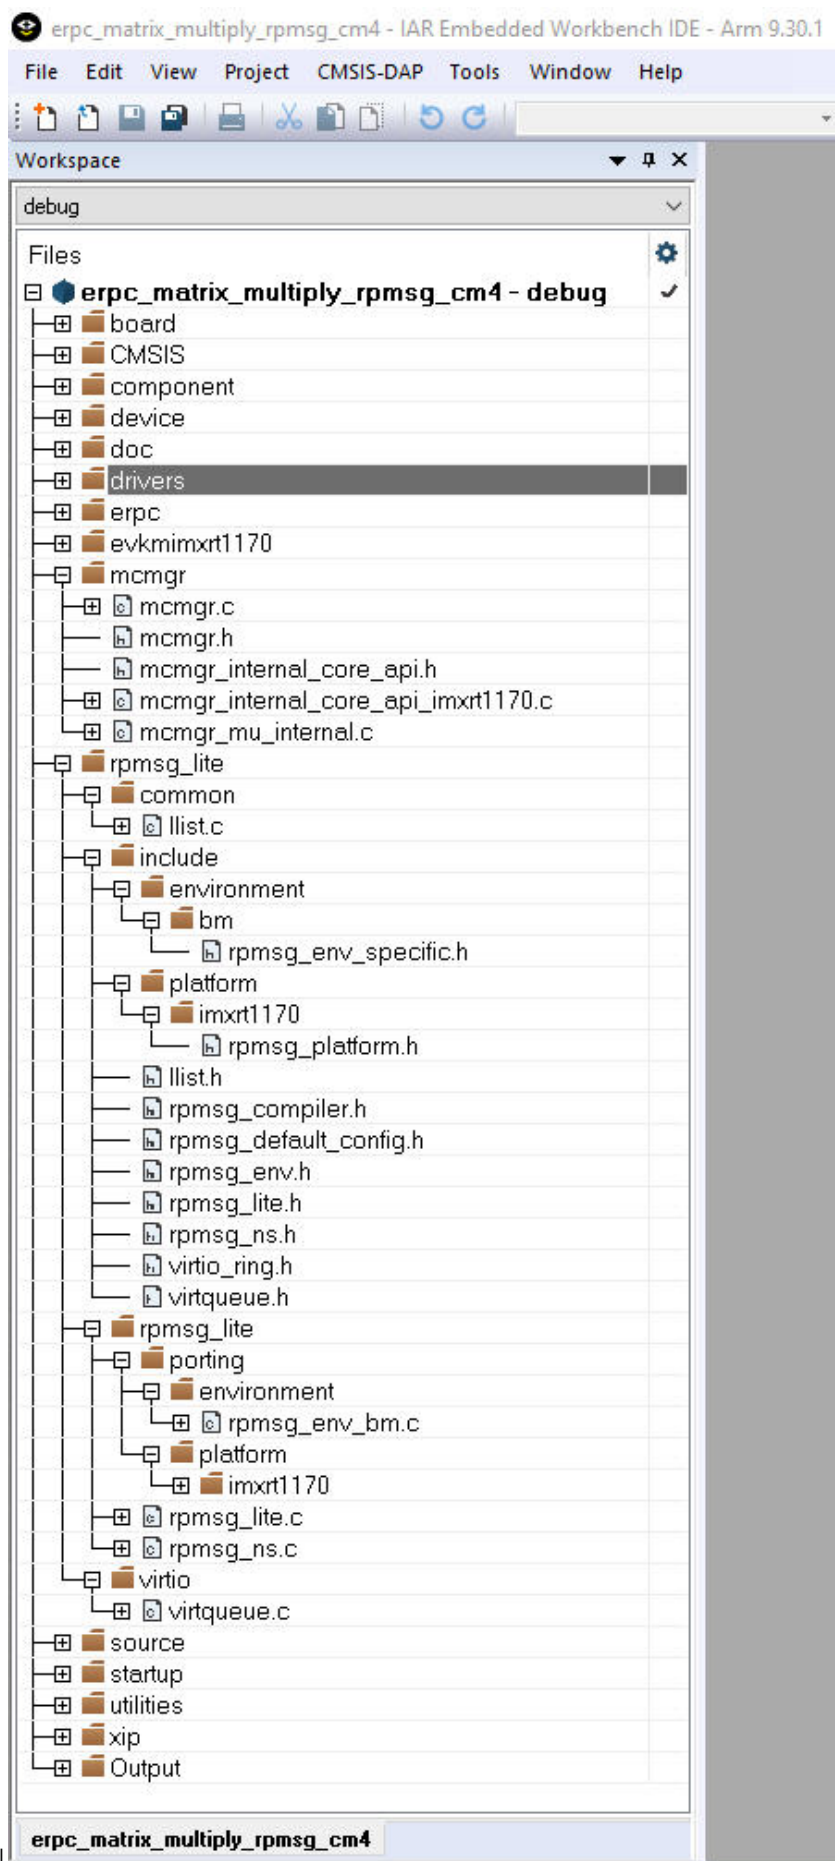 erpc_matrix_multiply_rpmsg_cm4 - IAR Embedded Workbench IDE - Arm 9.30.1
File Edit View Project CMSIS-DAP Tools Window Help
Workspace
debug
Files
erpc_matrix_multiply_rpmsg_cm4 - debug
board
CMSIS
component
device
doc
drivers
erpc
evkmimxrt1170
mcmgr
mcmgr.c
mcmgr.h
mcmgr_internal_core_api.h
mcmgr_internal_core_api_imxrt1170.c
mcmgr_mu_internal.c
rpmsg_lite
common
llist.c
include
environment
bm
rpmsg_env_specific.h
platform
imxrt1170
rpmsg_platform.h
llist.h
rpmsg_compiler.h
rpmsg_default_config.h
rpmsg_env.h
rpmsg_lite.h
rpmsg_ns.h
virtio_ring.h
virtqueue.h
rpmsg_lite
porting
environment
rpmsg_env_bm.c
platform
imxrt1170
rpmsg_lite.c
rpmsg_ns.c
virtio
virtqueue.c
source
startup
utilities
xip
Output
erpc_matrix_multiply_rpmsg_cm4